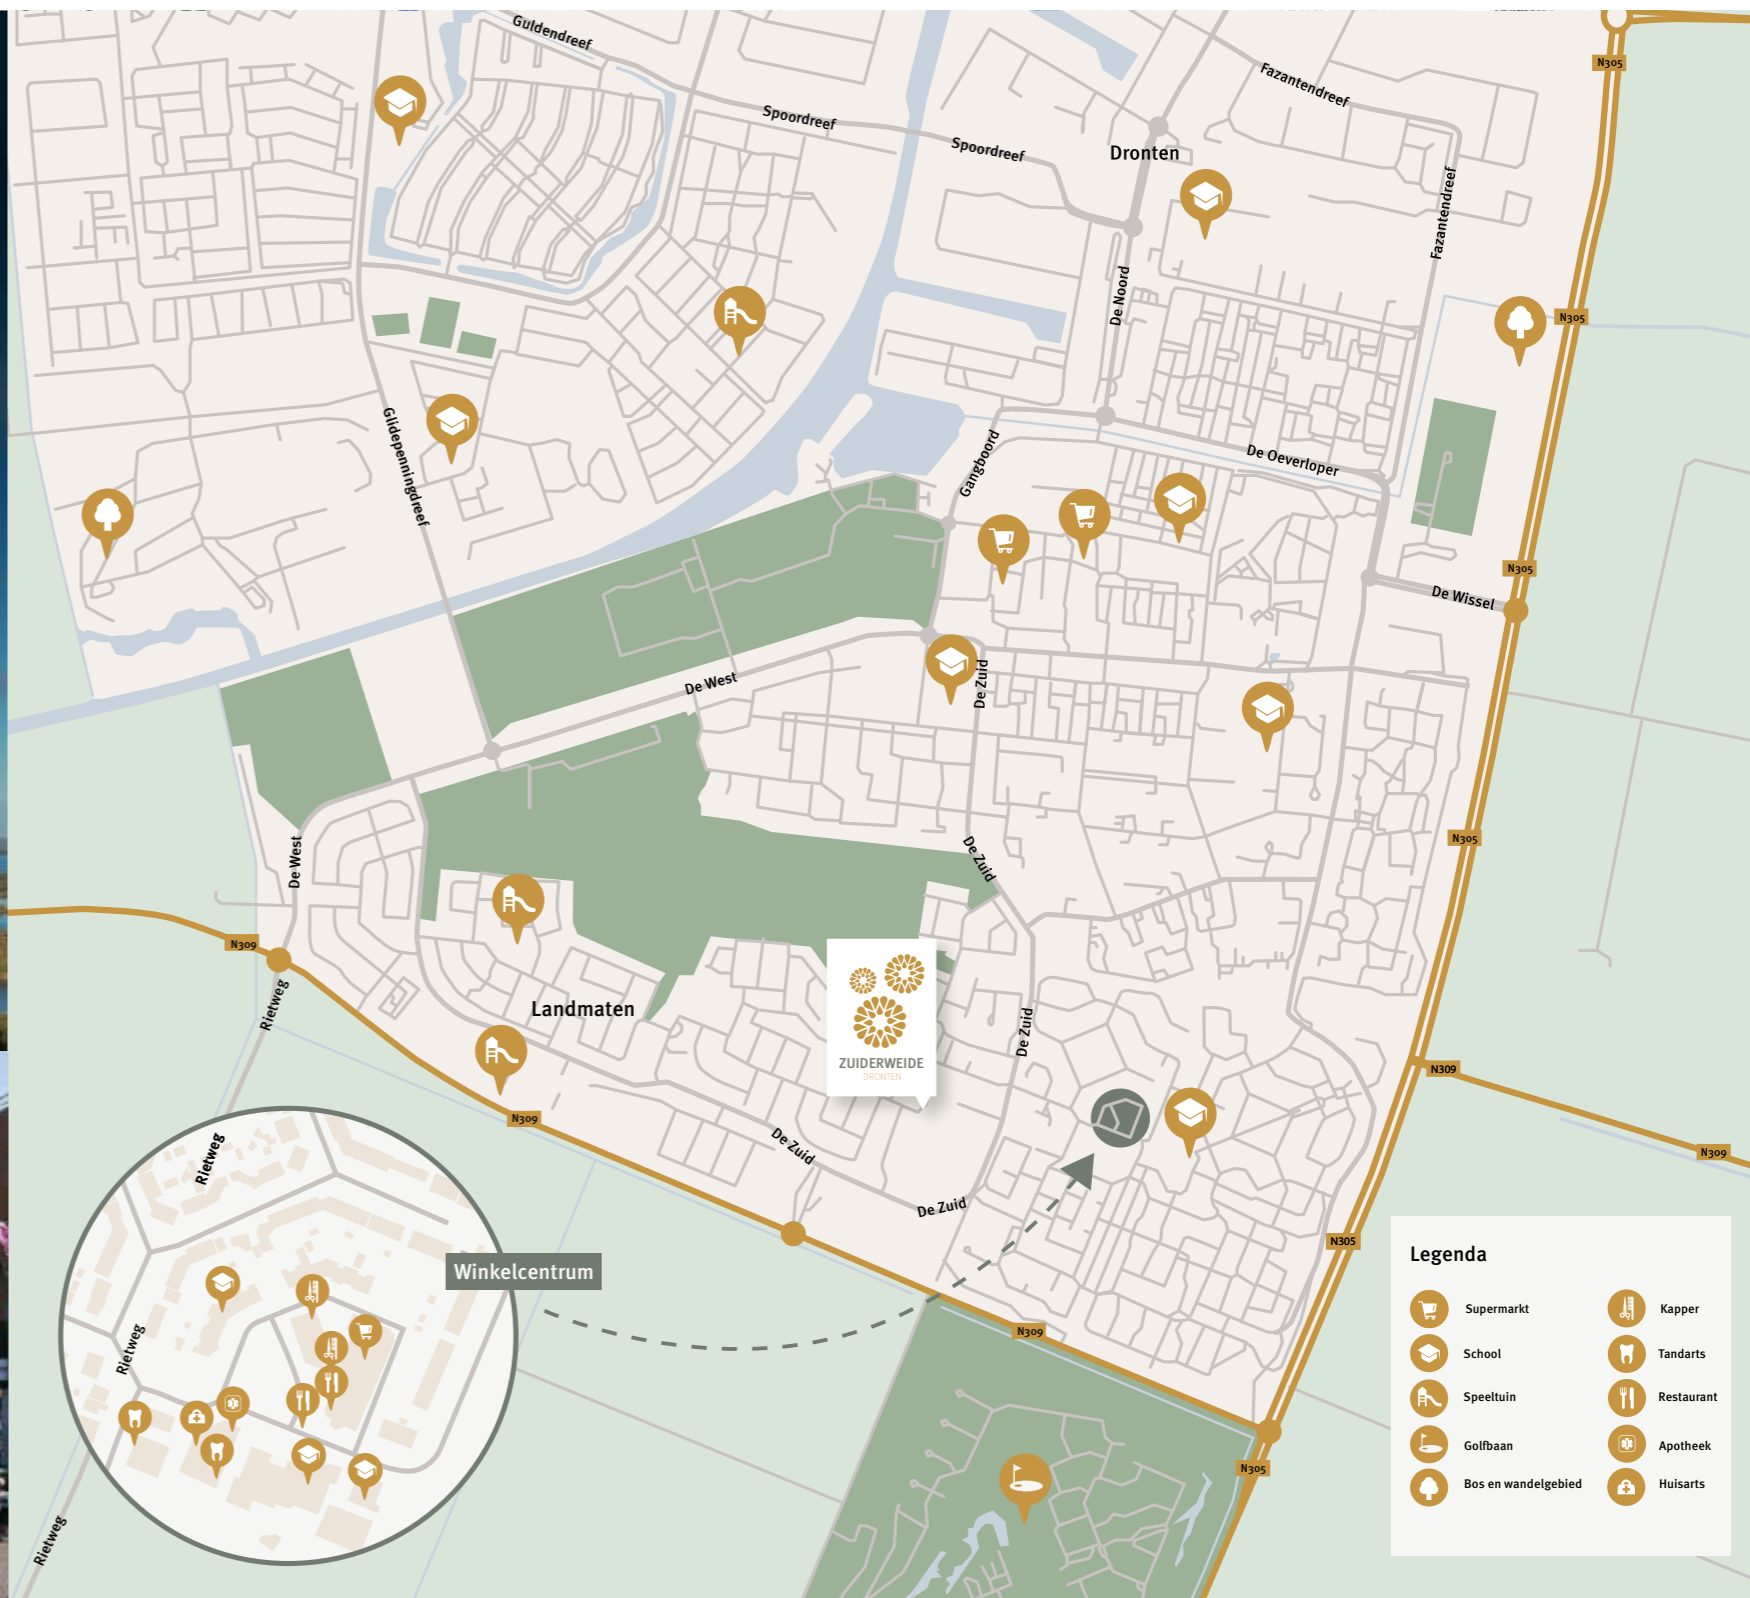 Guldendreef
Spoordreef
Spoordreef
Dronten
Fazantendreef
N305
Fazantendreef
De Noord
N305
Glidepenningdreef
Gangboord
De Oeverloper
N305
De Wissel
De West
De Zuid
De West
De Zuid
N305
N309
Rietweg
Landmaten
ZUIDERWEIDE
DRONTEN
De Zuid
N309
N309
N309
De Zuid
De Zuid
Rietweg
Winkelcentrum
Rietweg
N305
N309
N305
Rietweg
Legenda
Supermarkt
Kapper
School
Tandarts
Speeltuin
Restaurant
Golfbaan
Apotheek
Bos en wandelgebied
Huisarts